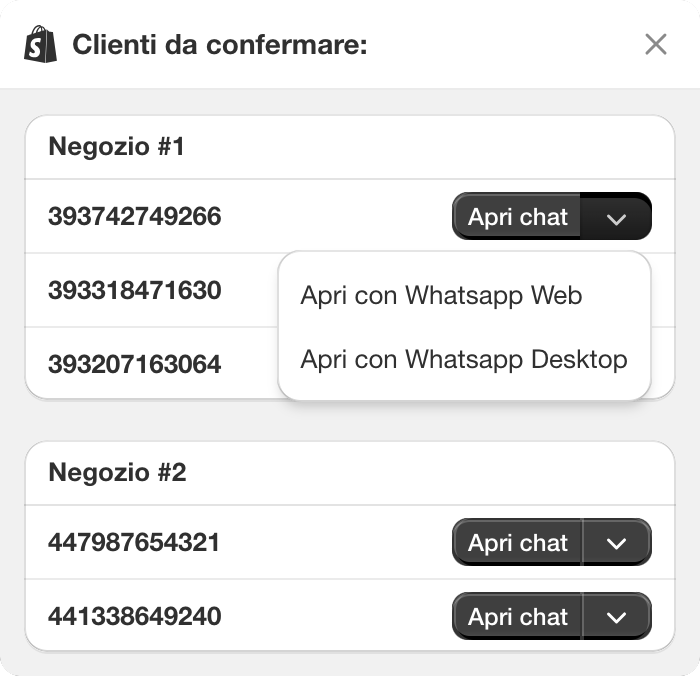 Clienti da confermare:
Negozio #1
393742749266
Apri chat
393318471630
Apri con Whatsapp Web
393207163064
Apri con Whatsapp Desktop
Negozio #2
447987654321
Apri chat
441338649240
Apri chat